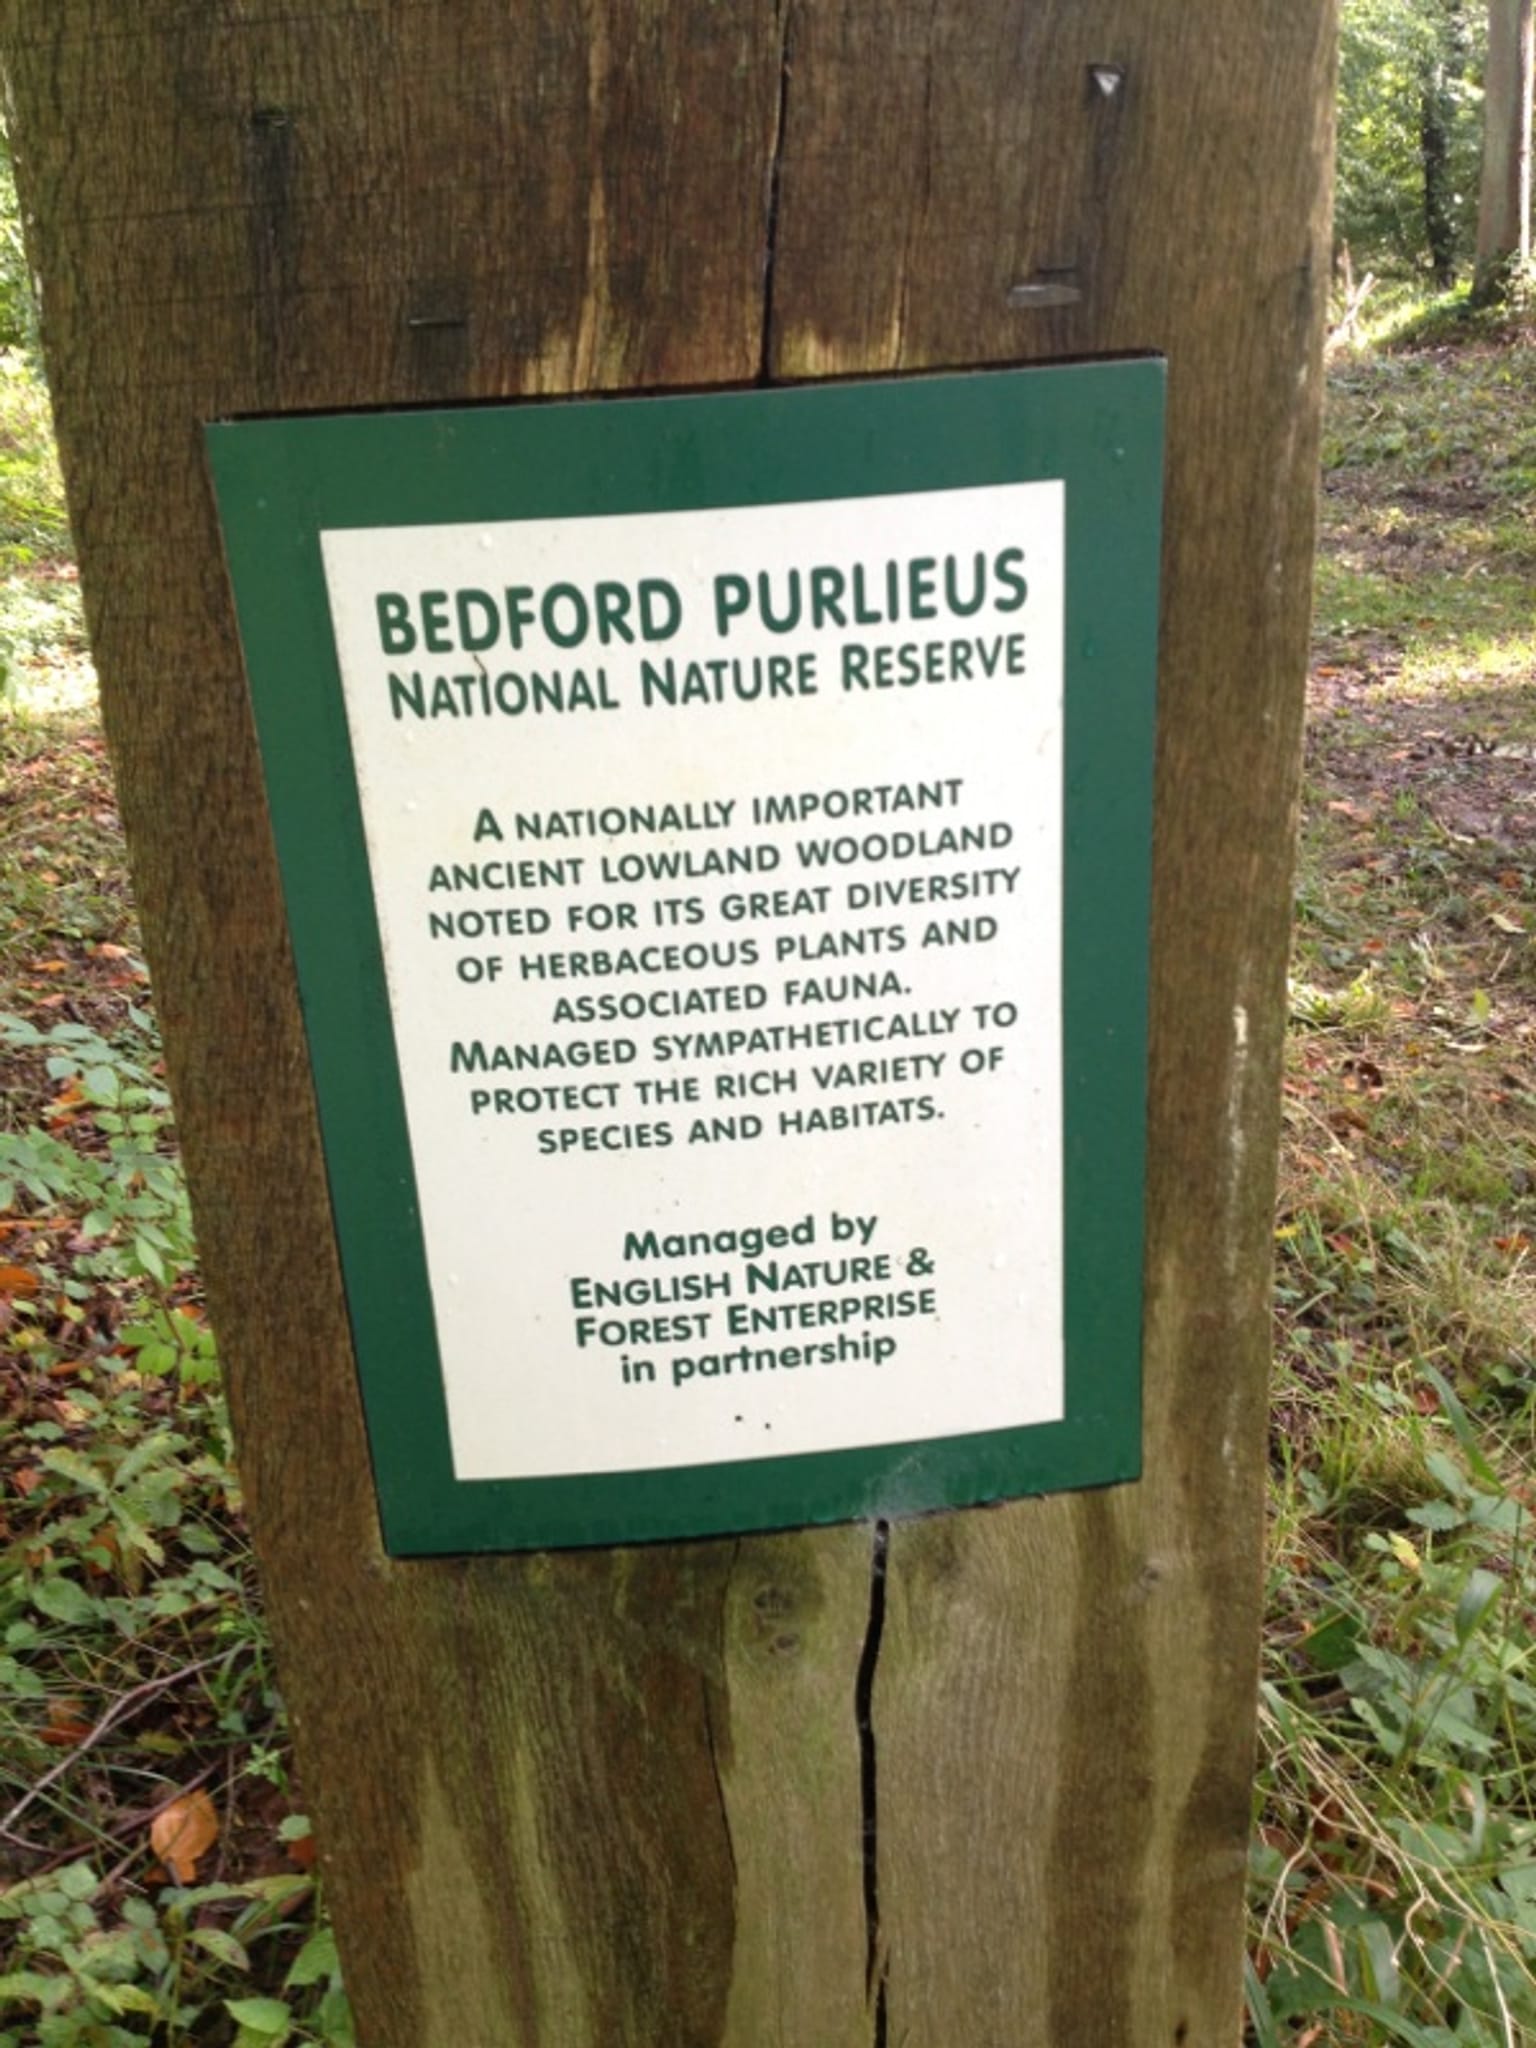 BEDFORD PURLIEUS
NATIONAL NATURE RESERVE
A NATIONALLY IMPORTANT
ANCIENT LOWLAND WOODLAND
NOTED FOR ITS GREAT DIVERSITY
OF HERBACEOUS PLANTS AND
ASSOCIATED FAUNA.
MANAGED SYMPATHETICALLY TO
PROTECT THE RICH VARIETY OF
SPECIES AND HABITATS.
Managed by
ENGLISH NATURE &
FOREST ENTERPRISE
in partnership